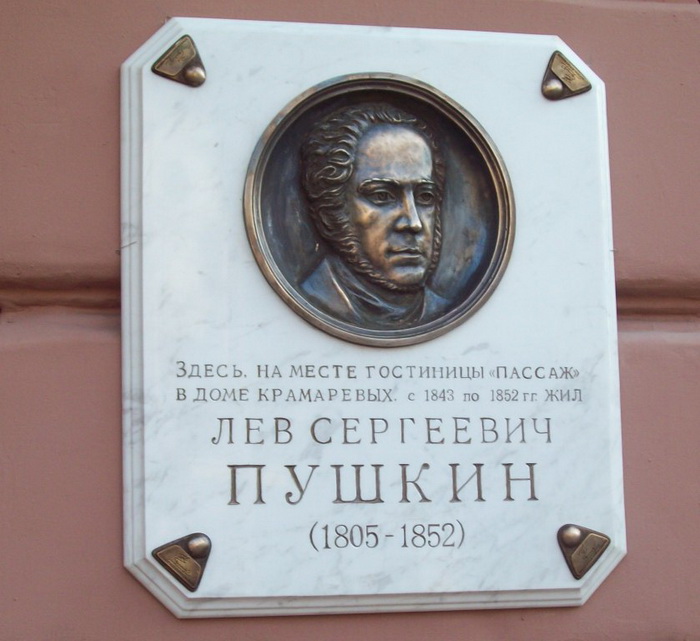 ЗДЕСЬ, НА МЕСТЕ ГОСТИНИЦЫ «ПАССАЖ»
В ДОМЕ КРАМАРЕВЫХ, с 1843 по 1852 гг. ЖИЛ
ЛЕВ СЕРГЕЕВИЧ
ПУШКИН
(1805-1852)